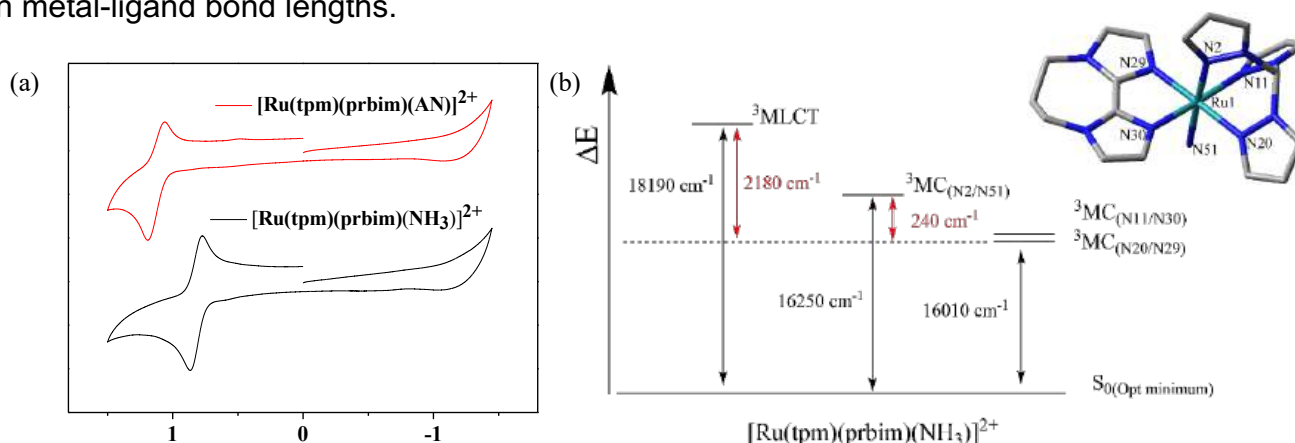 n metal-ligand bond lengths.
(a)
[Ru(tpm)(prbim)(AN)]²⁺
[Ru(tpm)(prbim)(NH₃)]²⁺
1 0 -1
(b)
ΔE
³MLCT
18190 cm⁻¹
2180 cm⁻¹
³MC(N2/N51)
240 cm⁻¹
16250 cm⁻¹
³MC(N11/N30)
³MC(N20/N29)
16010 cm⁻¹
S₀(Opt minimum)
[Ru(tpm)(prbim)(NH₃)]²⁺
N29
N2
N11
Ru1
N30
N51
N20